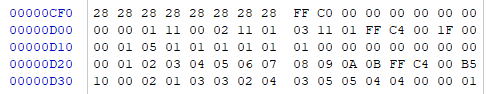 00000CF0 28 28 28 28 28 28 28 28 FF C0 00 00 00 00 00 00
00000D00 00 00 01 11 00 02 11 01 03 11 01 FF C4 00 1F 00
00000D10 00 01 05 01 01 01 01 01 01 00 00 00 00 00 00 00
00000D20 00 01 02 03 04 05 06 07 08 09 0A 0B FF C4 00 B5
00000D30 10 00 02 01 03 03 02 04 03 05 05 04 04 00 00 01